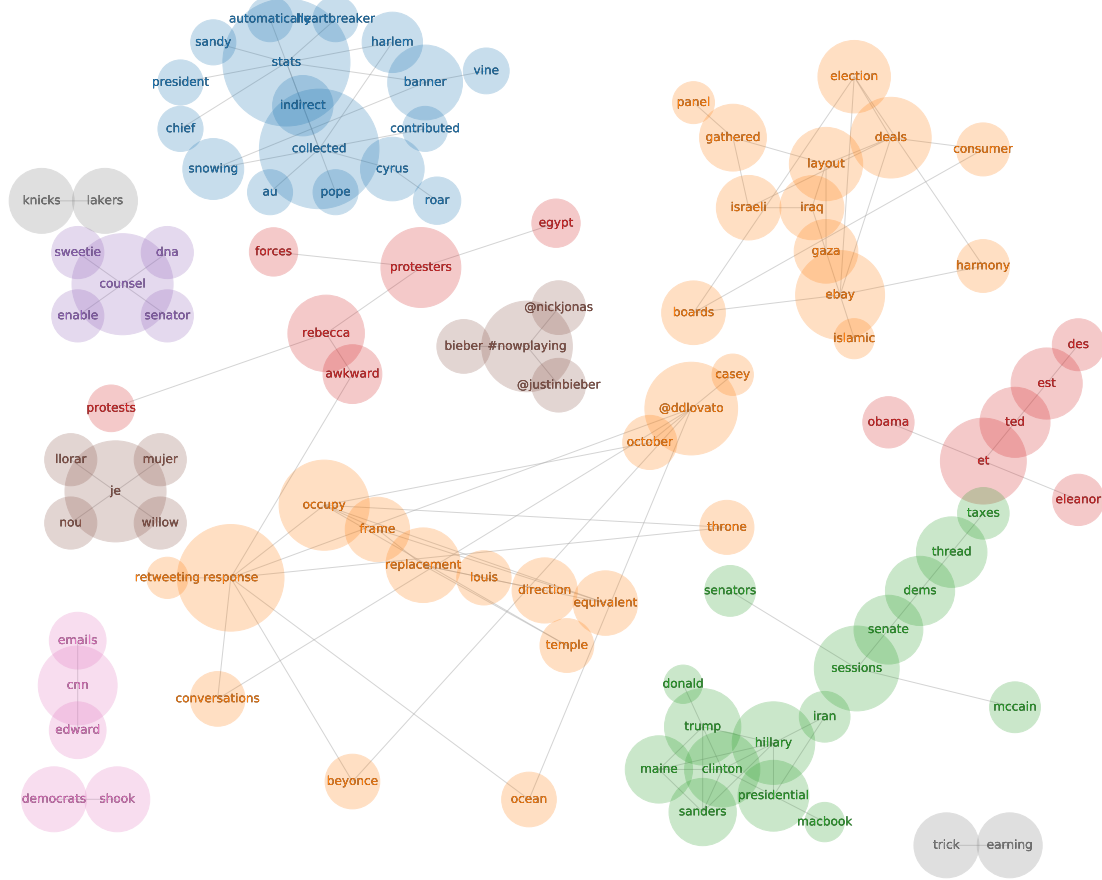 automatically
heartbreaker
sandy
harlem
stats
president
banner
vine
indirect
chief
contributed
collected
snowing
cyrus
au
pope
roar
knicks
lakers
sweetie
dna
counsel
enable
senator
election
panel
gathered
deals
layout
consumer
israeli
iraq
gaza
harmony
ebay
boards
islamic
egypt
forces
protesters
rebecca
awkward
protests
@nickjonas
bieber
#nowplaying
@justinbieber
casey
@ddlovato
october
des
est
ted
obama
et
eleanor
llorar
mujer
je
nou
willow
occupy
frame
throne
replacement
louis
retweeting
response
direction
equivalent
temple
conversations
beyonce
ocean
taxes
thread
dems
senators
senate
sessions
mccain
donald
iran
trump
hillary
maine
clinton
presidential
sanders
macbook
emails
cnn
edward
democrats
shook
trick
earning